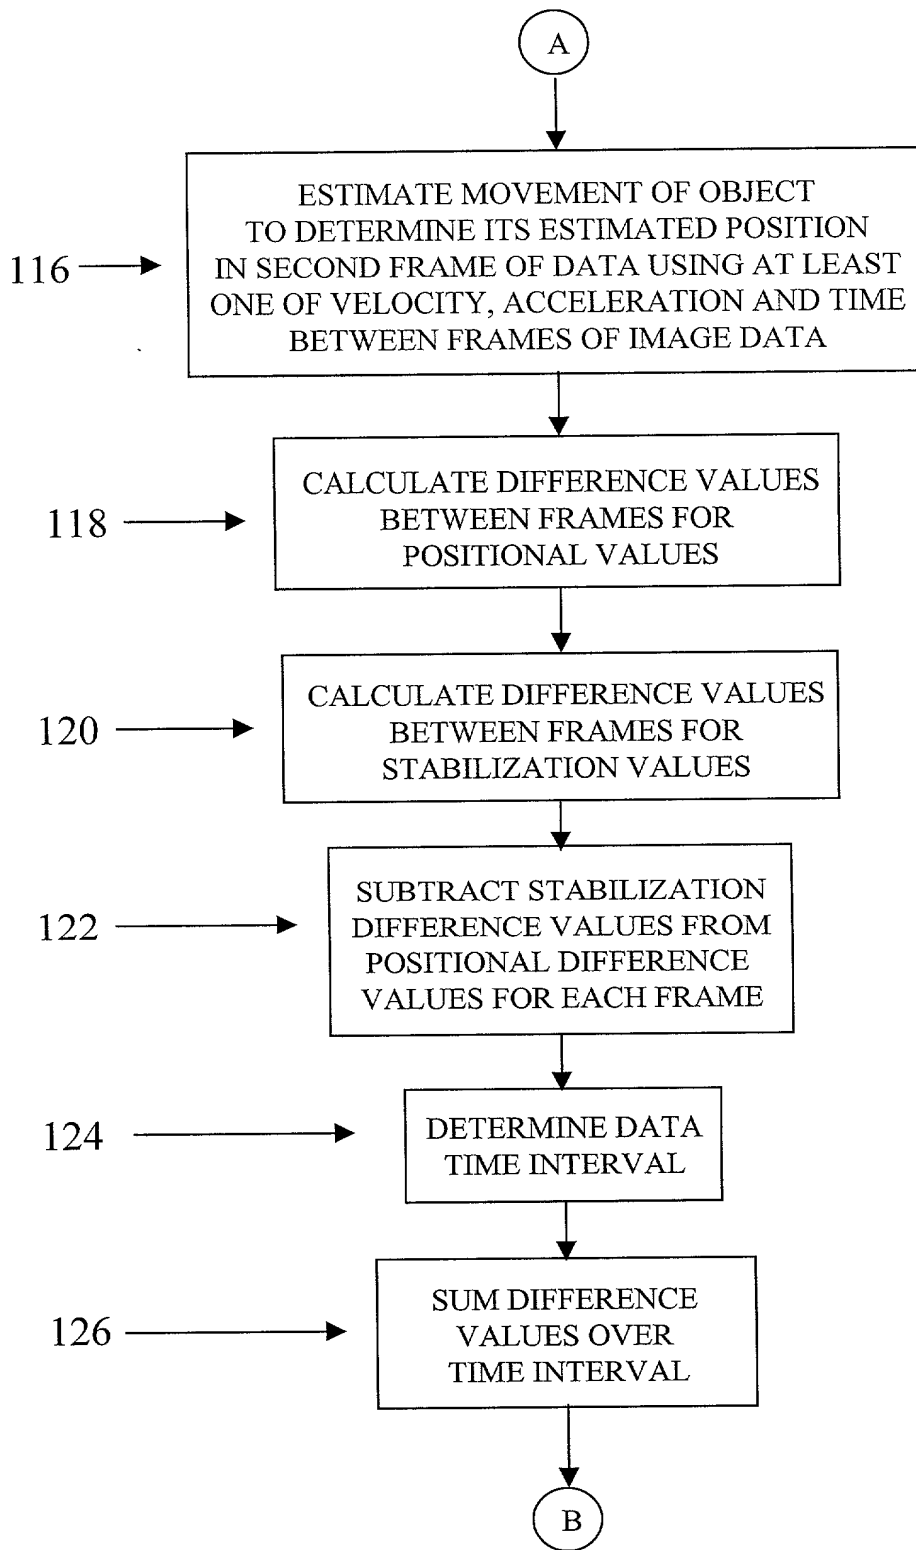 A
116
ESTIMATE MOVEMENT OF OBJECT
TO DETERMINE ITS ESTIMATED POSITION
IN SECOND FRAME OF DATA USING AT LEAST
ONE OF VELOCITY, ACCELERATION AND TIME
BETWEEN FRAMES OF IMAGE DATA
118
CALCULATE DIFFERENCE VALUES
BETWEEN FRAMES FOR
POSITIONAL VALUES
120
CALCULATE DIFFERENCE VALUES
BETWEEN FRAMES FOR
STABILIZATION VALUES
122
SUBTRACT STABILIZATION
DIFFERENCE VALUES FROM
POSITIONAL DIFFERENCE
VALUES FOR EACH FRAME
124
DETERMINE DATA
TIME INTERVAL
126
SUM DIFFERENCE
VALUES OVER
TIME INTERVAL
B